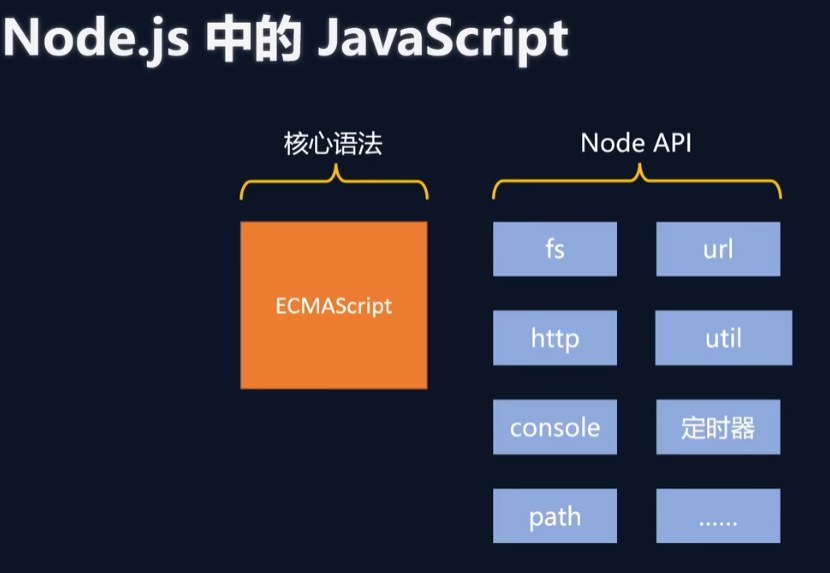 Node.js 中的 JavaScript
核心语法
Node API
ECMAScript
fs
url
http
util
console
定时器
path
......